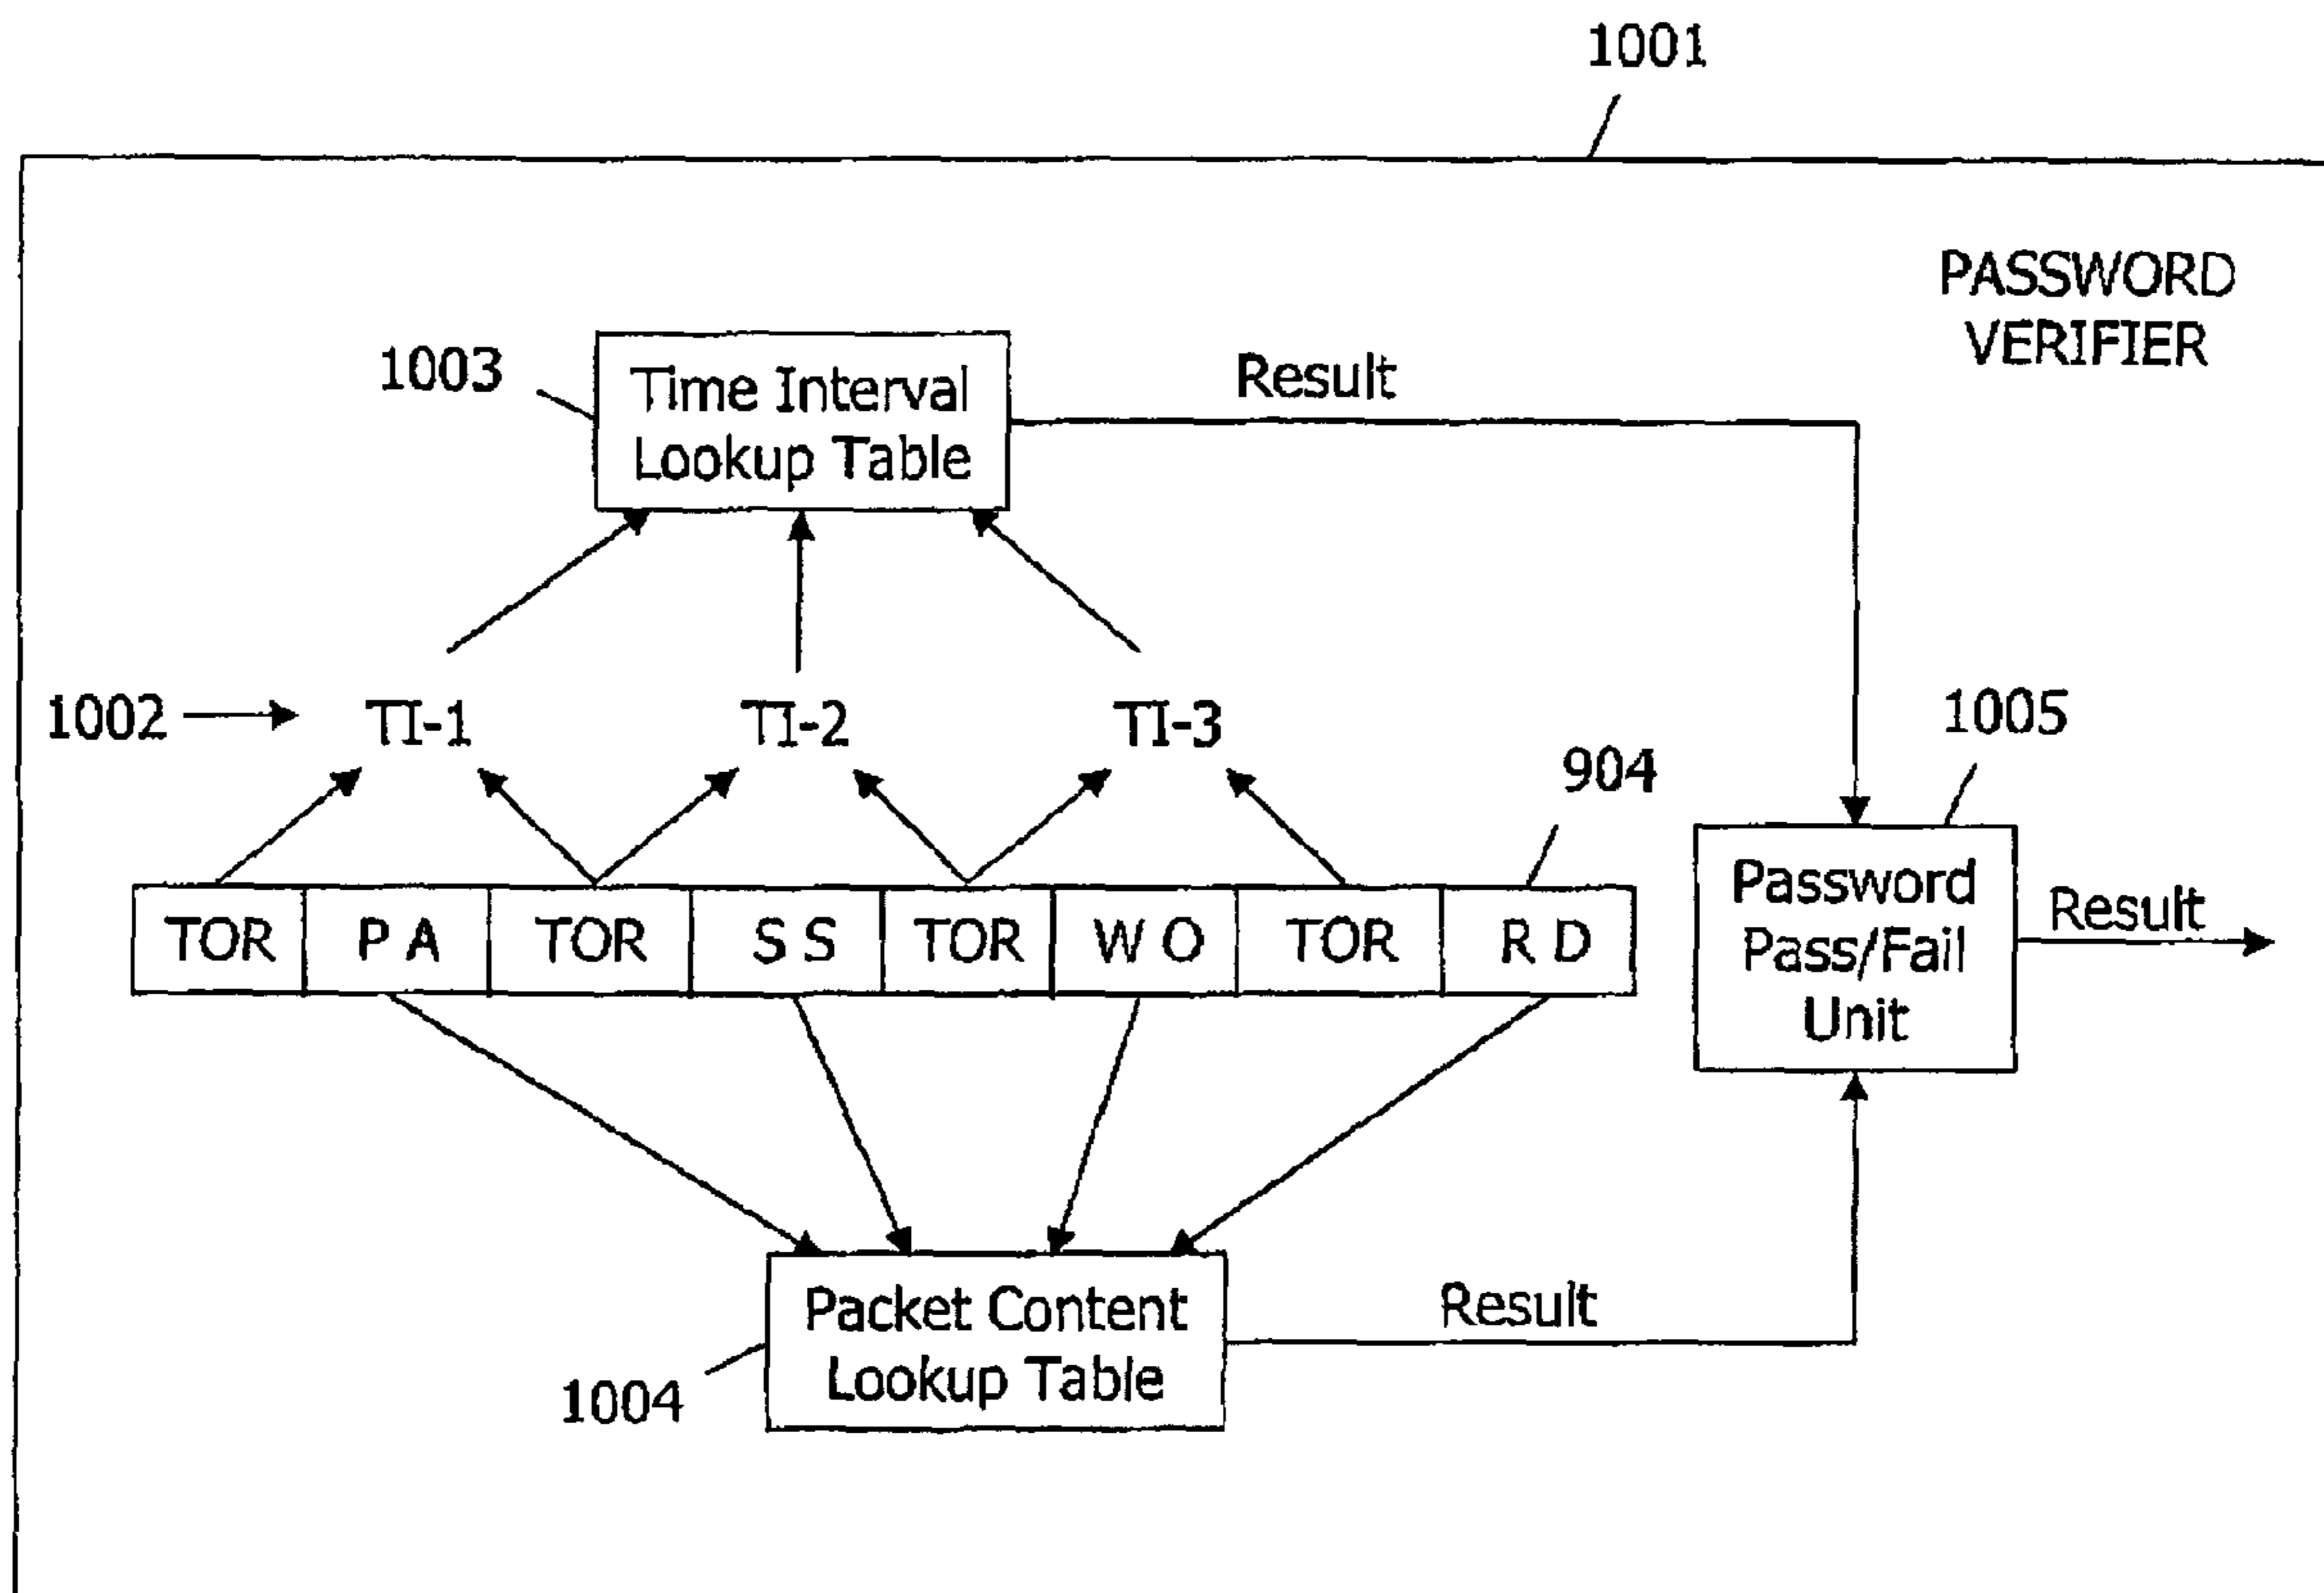 1001
PASSWORD
VERIFIER
1003
Time Interval
Lookup Table
Result
1002
TI-1
TI-2
TI-3
904
1005
TOR
P A
TOR
S S
TOR
W O
TOR
R D
Password
Pass/Fail
Unit
Result
Packet Content
Lookup Table
1004
Result